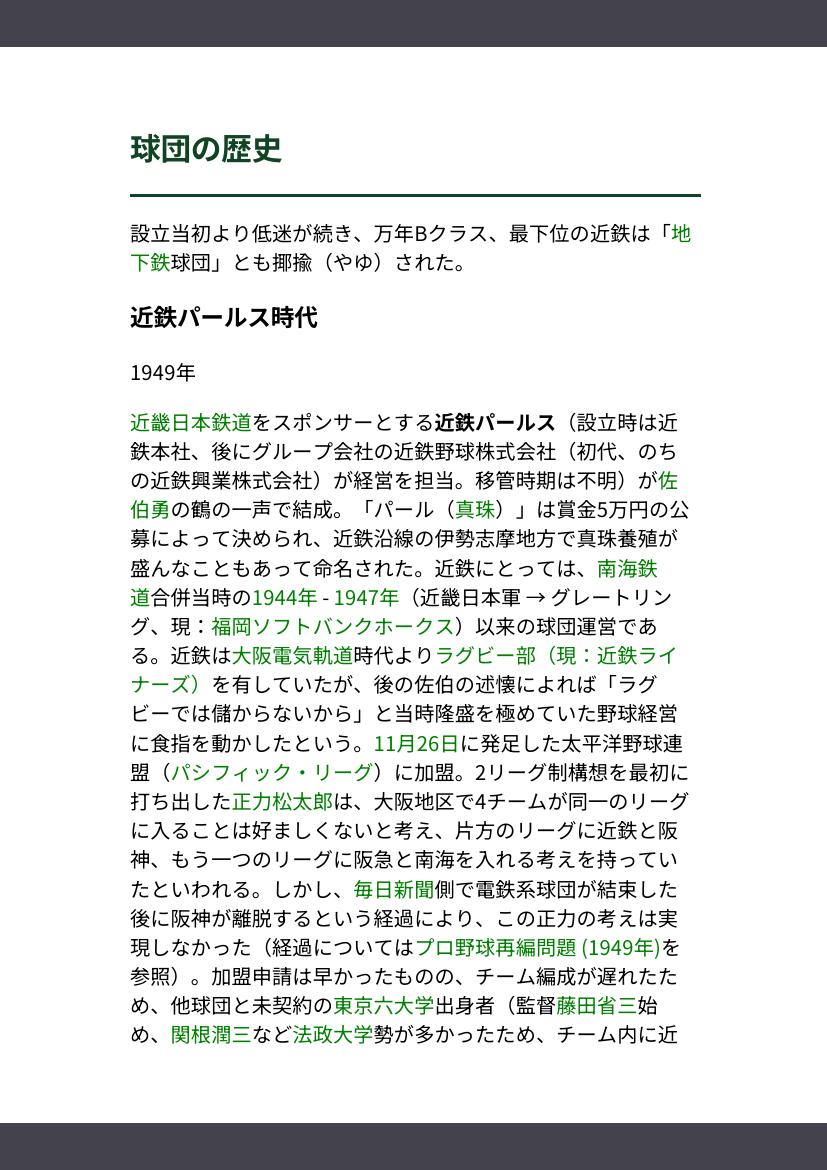 球団の歴史
設立当初より低迷が続き、万年Bクラス、最下位の近鉄は「地
下鉄球団」とも揶揄（やゆ）された。
近鉄パールス時代
1949年
近畿日本鉄道をスポンサーとする近鉄パールス（設立時は近
鉄本社、後にグループ会社の近鉄野球株式会社（初代、のち
の近鉄興業株式会社）が経営を担当。移管時期は不明）が佐
伯勇の鶴の一声で結成。「パール（真珠）」は賞金5万円の公
募によって決められ、近鉄沿線の伊勢志摩地方で真珠養殖が
盛んなこともあって命名された。近鉄にとっては、南海鉄
道合併当時の1944年 - 1947年（近畿日本軍 → グレートリン
グ、現：福岡ソフトバンクホークス）以来の球団運営であ
る。近鉄は大阪電気軌道時代よりラグビー部（現：近鉄ライ
ナーズ）を有していたが、後の佐伯の述懐によれば「ラグ
ビーでは儲からないから」と当時隆盛を極めていた野球経営
に食指を動かしたという。11月26日に発足した太平洋野球連
盟（パシフィック・リーグ）に加盟。2リーグ制構想を最初に
打ち出した正力松太郎は、大阪地区で4チームが同一のリーグ
に入ることは好ましくないと考え、片方のリーグに近鉄と阪
神、もう一つのリーグに阪急と南海を入れる考えを持ってい
たといわれる。しかし、毎日新聞側で電鉄系球団が結束した
後に阪神が離脱するという経過により、この正力の考えは実
現しなかった（経過についてはプロ野球再編問題 (1949年)を
参照）。加盟申請は早かったものの、チーム編成が遅れたた
め、他球団と未契約の東京六大学出身者（監督藤田省三始
め、関根潤三など法政大学勢が多かったため、チーム内に近